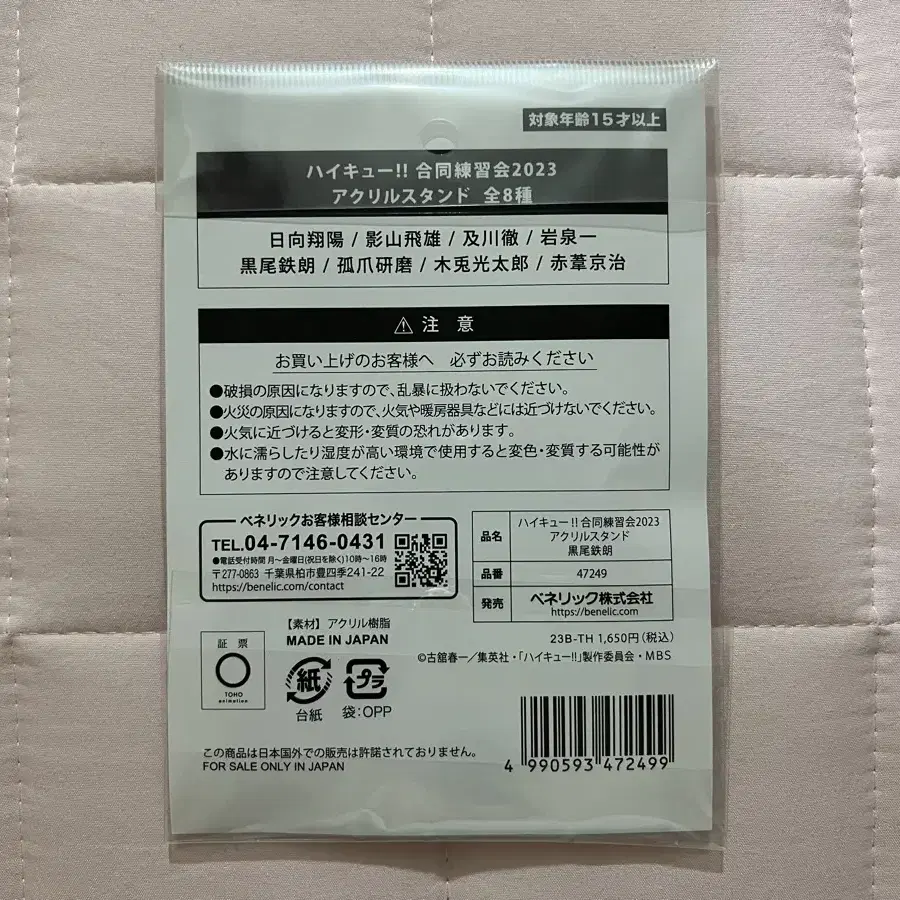 対象年齢15才以上
ハイキュー!! 合同練習会2023
アクリルスタンド 全8種
日向翔陽 / 影山飛雄 / 及川徹 / 岩泉一
黒尾鉄朗 / 孤爪研磨 / 木兎光太郎 / 赤葦京治
⚠ 注 意
お買い上げのお客様へ 必ずお読みください
●破損の原因になりますので、乱暴に扱わないでください。
●火災の原因になりますので、火気や暖房器具などには近づけないでください。
●火気に近づけると変形・変質の恐れがあります。
●水に濡らしたり湿度が高い環境で使用すると変色・変質する可能性が
ありますので注意してください。
ベネリックお客様相談センター
TEL.04-7146-0431
●電話受付時間 月〜金曜日(祝日を除く)10時〜16時
〒277-0863 千葉県柏市豊四季241-22
https://benelic.com/contact
品名 ハイキュー!! 合同練習会2023
アクリルスタンド
黒尾鉄朗
品番 47249
発売 ベネリック株式会社
https://benelic.com
【素材】アクリル樹脂
MADE IN JAPAN
23B-TH 1,650円(税込)
©古舘春一/集英社・「ハイキュー!!」製作委員会・MBS
証 票
TOHO
animation
紙
台紙
プラ
袋:OPP
この商品は日本国外での販売は許諾されておりません。
FOR SALE ONLY IN JAPAN
4 990593 472499